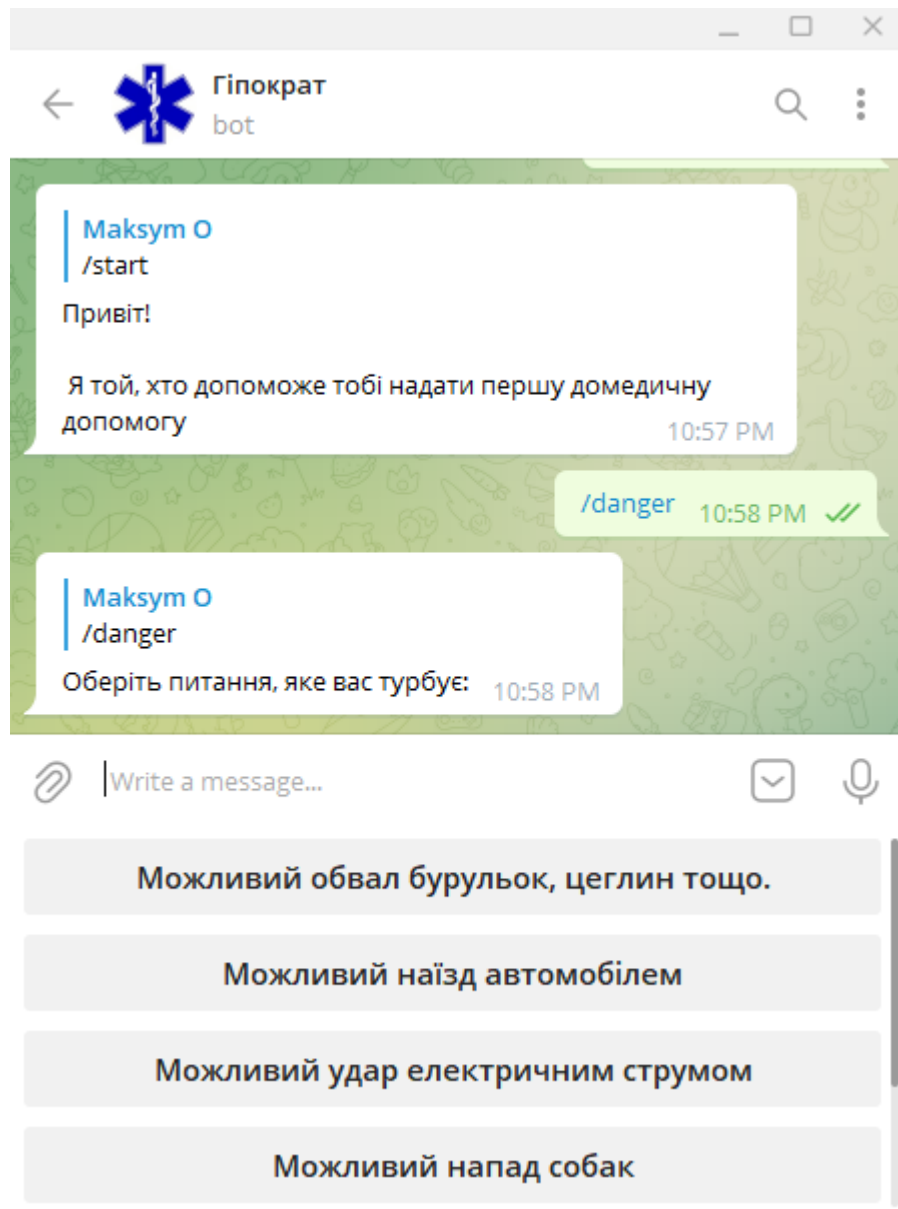 Гіпократ
bot
Maksym O
/start
Привіт!
Я той, хто допоможе тобі надати першу домедичну
допомогу
10:57 PM
/danger
10:58 PM
Maksym O
/danger
Оберіть питання, яке вас турбує:
10:58 PM
Write a message...
Можливий обвал бурульок, цеглин тощо.
Можливий наїзд автомобілем
Можливий удар електричним струмом
Можливий напад собак